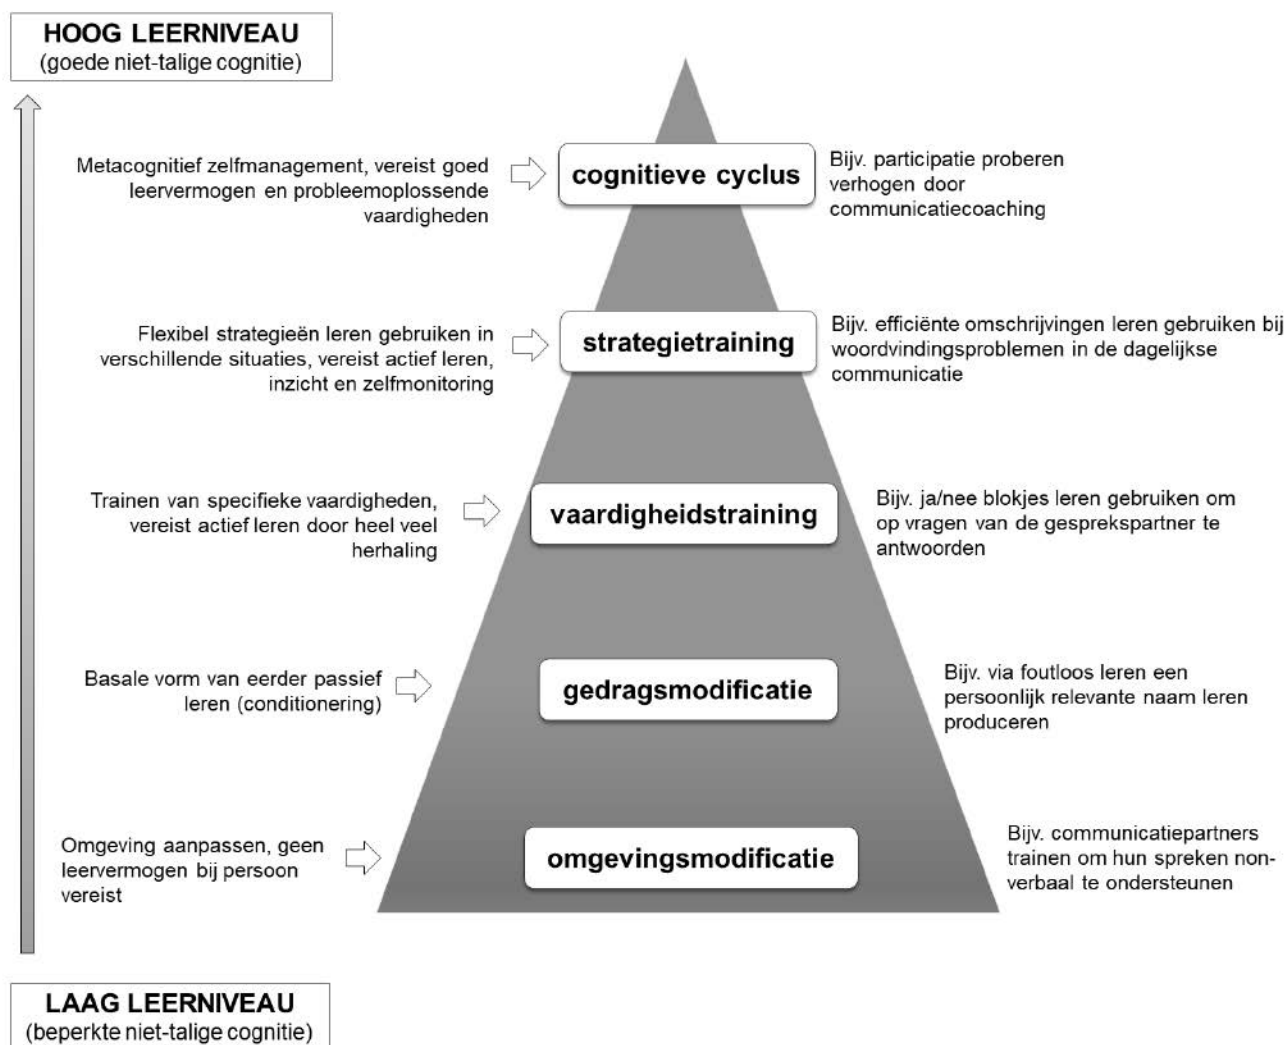 HOOG LEERNIVEAU
(goede niet-talige cognitie)
Metacognitief zelfmanagement, vereist goed
leervermogen en probleemoplossende
vaardigheden
cognitieve cyclus
Bijv. participatie proberen
verhogen door
communicatiecoaching
Flexibel strategieën leren gebruiken in
verschillende situaties, vereist actief leren,
inzicht en zelfmonitoring
strategietraining
Bijv. efficiënte omschrijvingen leren gebruiken bij
woordvindingsproblemen in de dagelijkse
communicatie
Trainen van specifieke vaardigheden,
vereist actief leren door heel veel
herhaling
vaardigheidstraining
Bijv. ja/nee blokjes leren gebruiken om
op vragen van de gesprekspartner te
antwoorden
Basale vorm van eerder passief
leren (conditionering)
gedragsmodificatie
Bijv. via foutloos leren een
persoonlijk relevante naam leren
produceren
Omgeving aanpassen, geen
leervermogen bij persoon
vereist
omgevingsmodificatie
Bijv. communicatiepartners
trainen om hun spreken non-
verbaal te ondersteunen
LAAG LEERNIVEAU
(beperkte niet-talige cognitie)